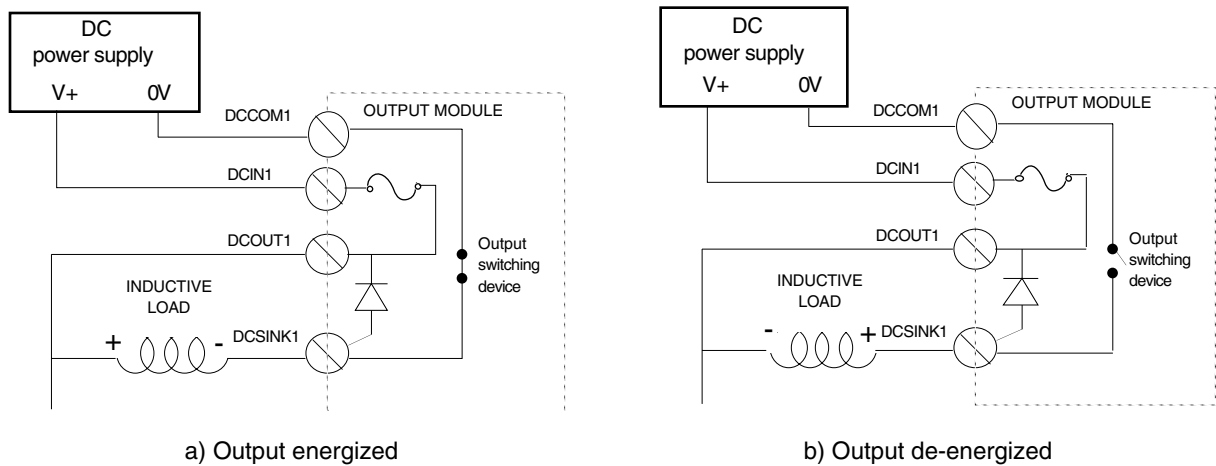 DC
power supply
V+ 0V
DCCOM1
OUTPUT MODULE
DCIN1
DCOUT1
Output
switching
device
INDUCTIVE
LOAD
+ -
DCSINK1
a) Output energized
DC
power supply
V+ 0V
DCCOM1
OUTPUT MODULE
DCIN1
DCOUT1
Output
switching
device
INDUCTIVE
LOAD
- +
DCSINK1
b) Output de-energized